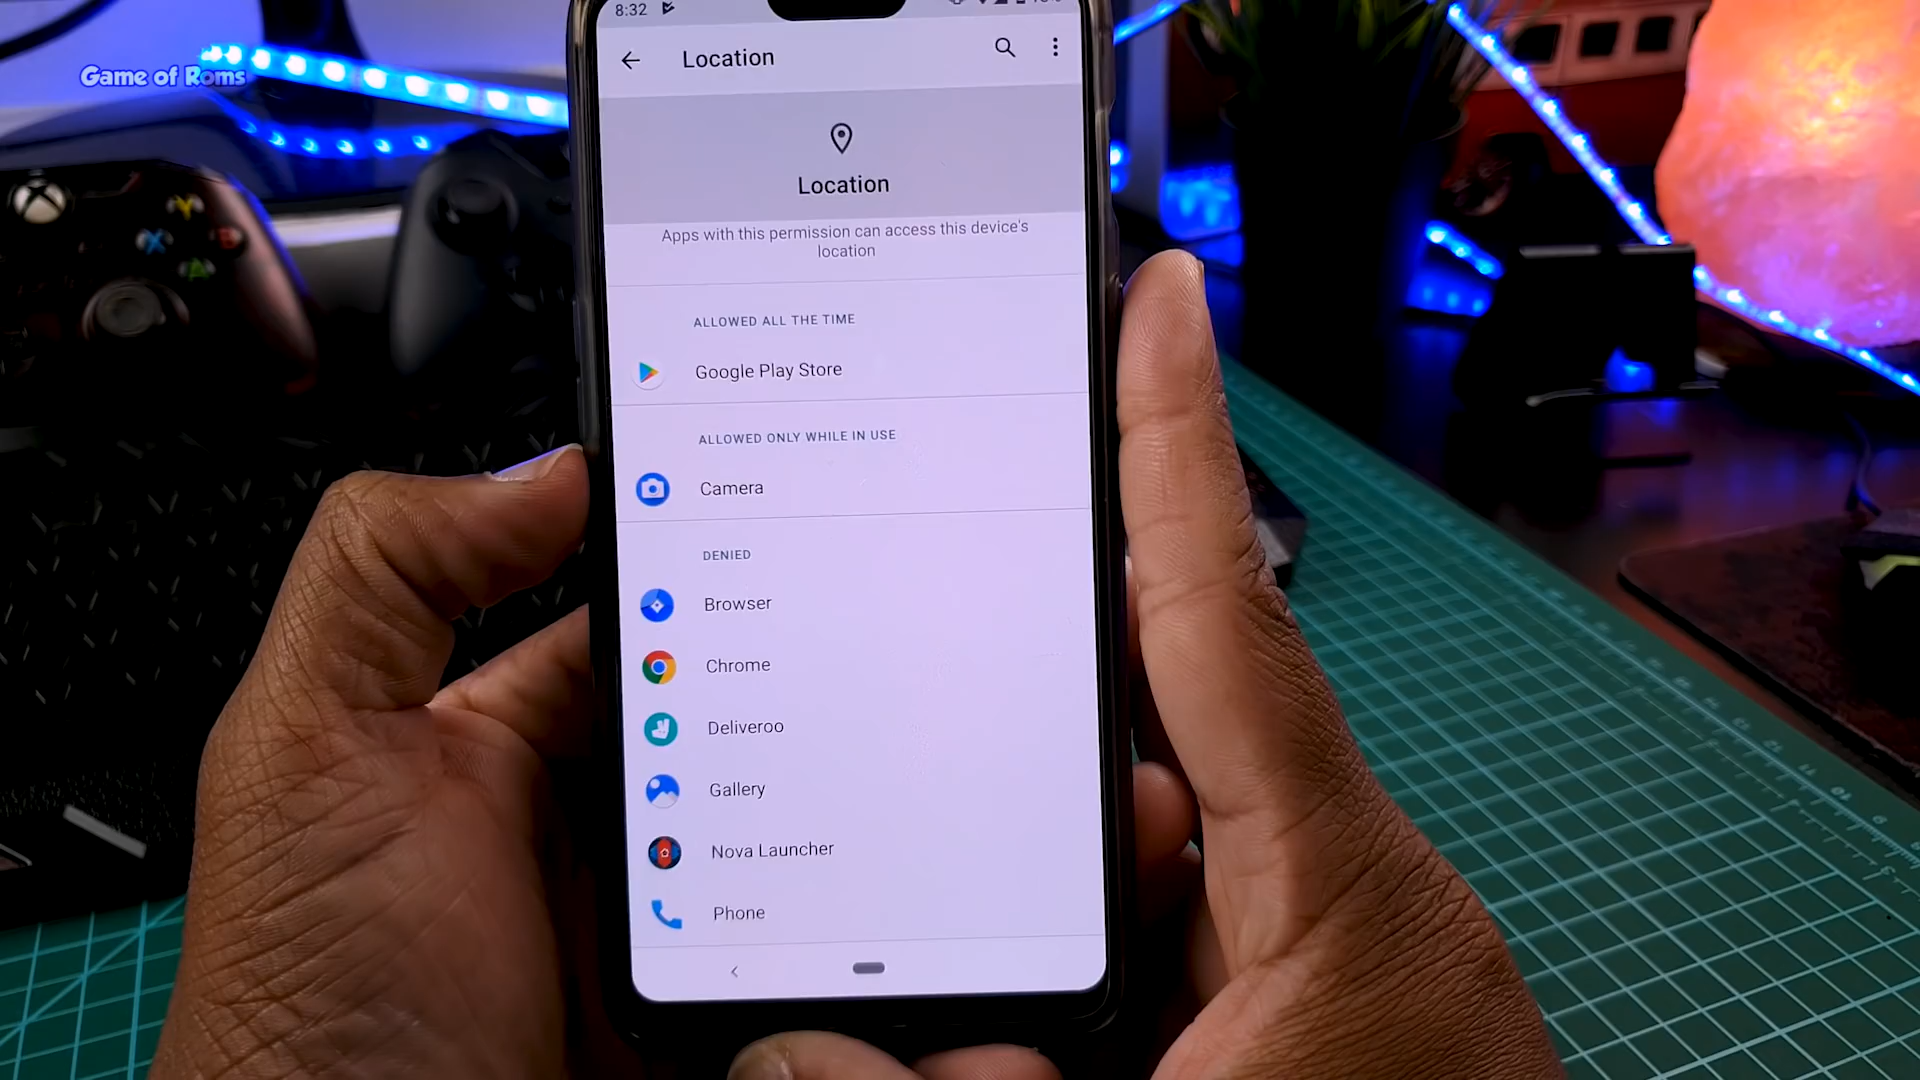 Game of Roms
8:32
Location
Location
Apps with this permission can access this device's
location
ALLOWED ALL THE TIME
Google Play Store
ALLOWED ONLY WHILE IN USE
Camera
DENIED
Browser
Chrome
Deliveroo
Gallery
Nova Launcher
Phone